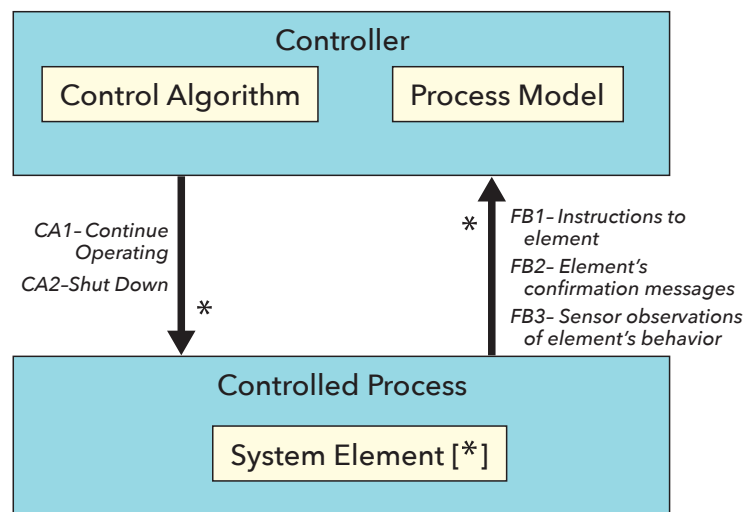 Controller
Control Algorithm
Process Model
CA1– Continue
Operating
CA2–Shut Down
*
*
FB1– Instructions to
element
FB2– Element's
confirmation messages
FB3– Sensor observations
of element's behavior
Controlled Process
System Element [*]